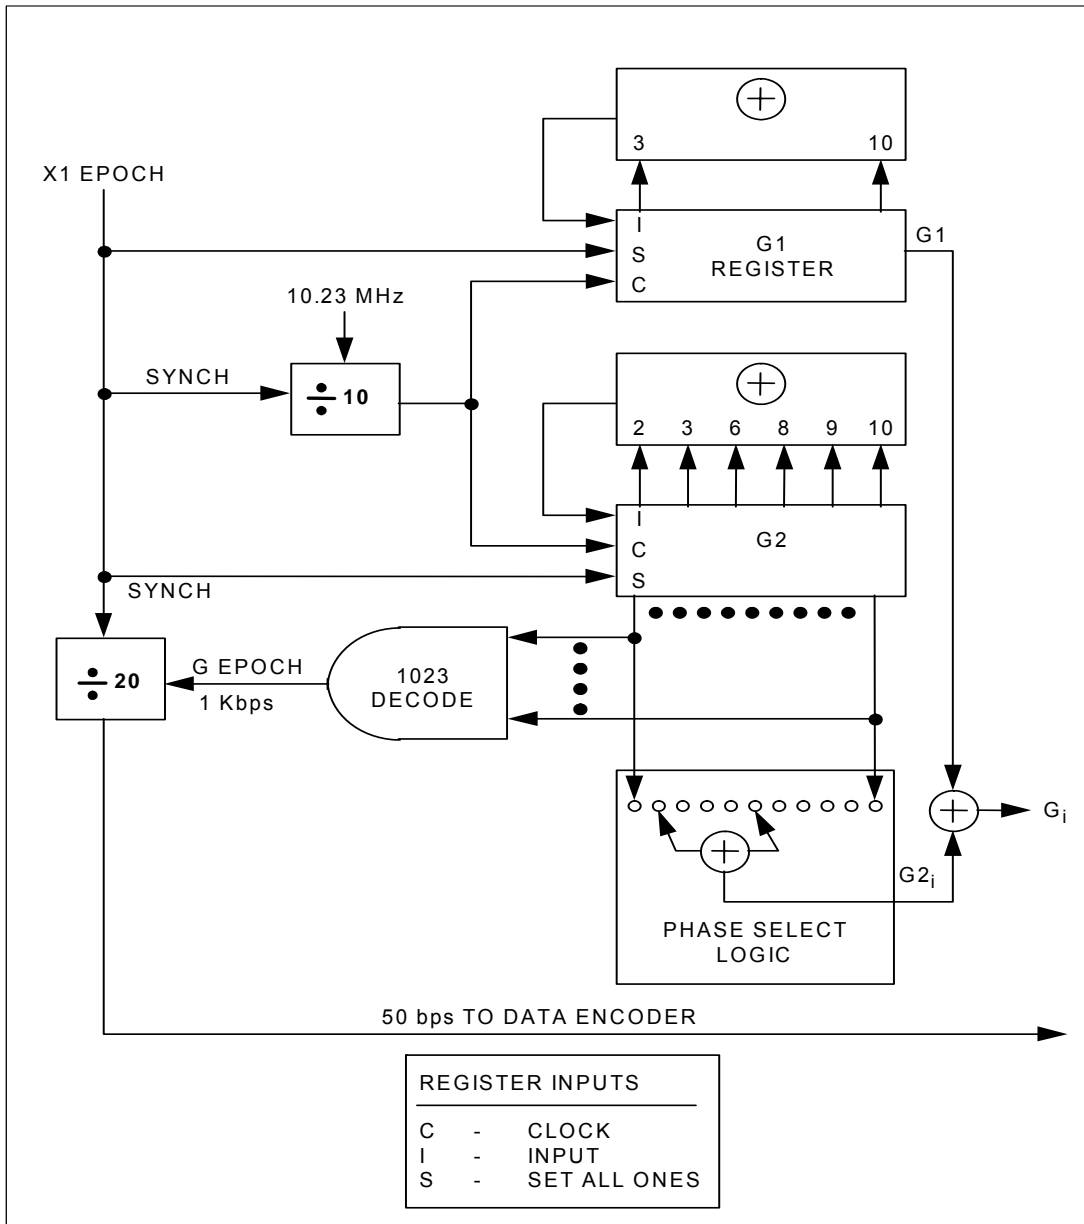 3 10
X1 EPOCH
I
S
C
G1
REGISTER
G1
10.23 MHz
SYNCH
÷ 10
2 3 6 8 9 10
I
C
S
G2
SYNCH
÷ 20
G EPOCH
1 Kbps
1023
DECODE
Gi
G2i
PHASE SELECT
LOGIC
50 bps TO DATA ENCODER
REGISTER INPUTS
C - CLOCK
I - INPUT
S - SET ALL ONES